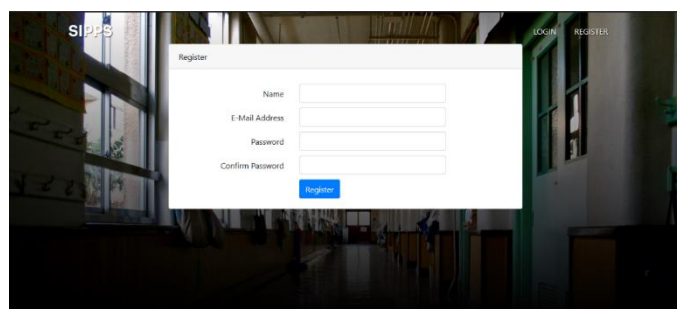 SIPPS
LOGIN REGISTER
Register
Name
E-Mail Address
Password
Confirm Password
Register